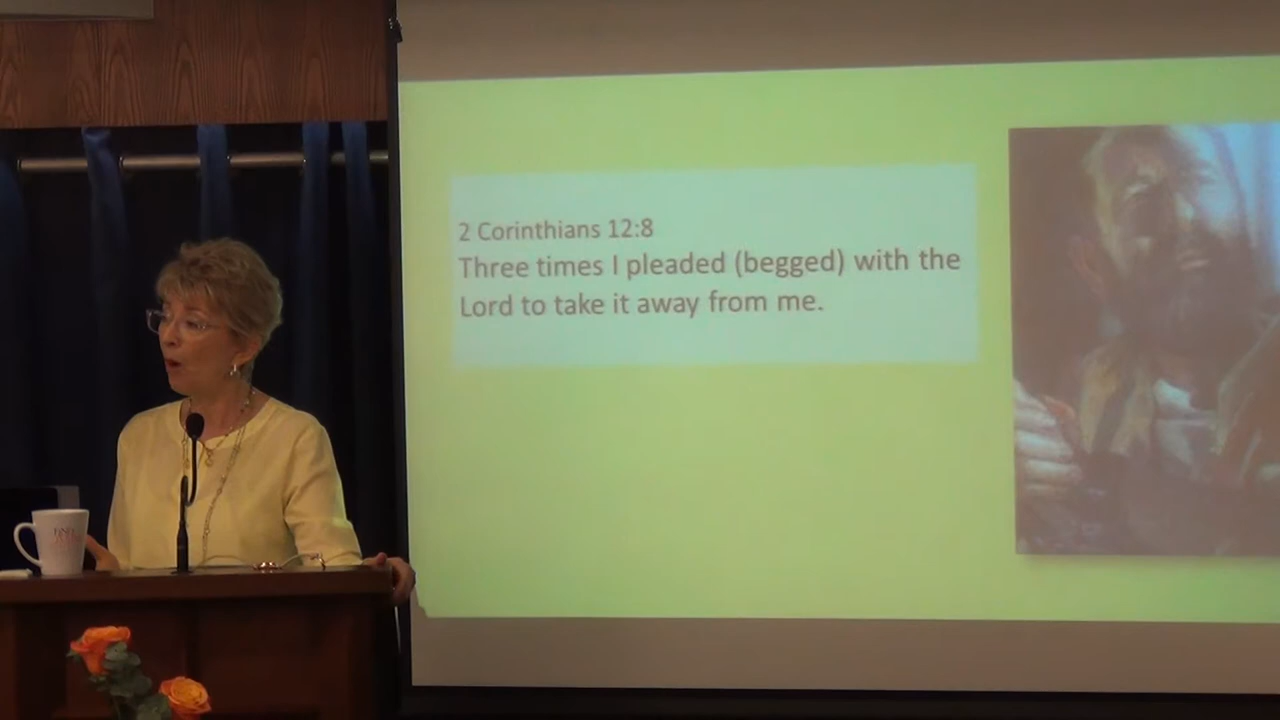 2 Corinthians 12:8
Three times I pleaded (begged) with the
Lord to take it away from me.